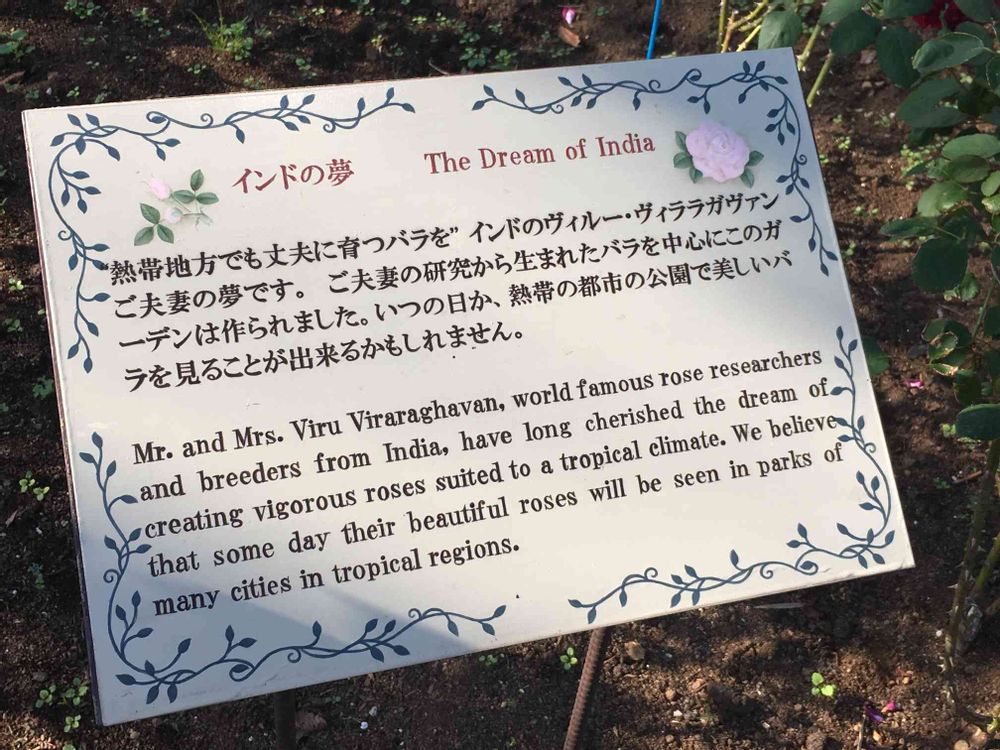 インドの夢 The Dream of India
“熱帯地方でも丈夫に育つバラを” インドのヴィルー・ヴィララガヴァン
ご夫妻の夢です。 ご夫妻の研究から生まれたバラを中心にこのガ
ーデンは作られました。いつの日か、熱帯の都市の公園で美しいバ
ラを見ることが出来るかもしれません。
Mr. and Mrs. Viru Viraraghavan, world famous rose researchers
and breeders from India, have long cherished the dream of
creating vigorous roses suited to a tropical climate. We believe
that some day their beautiful roses will be seen in parks of
many cities in tropical regions.